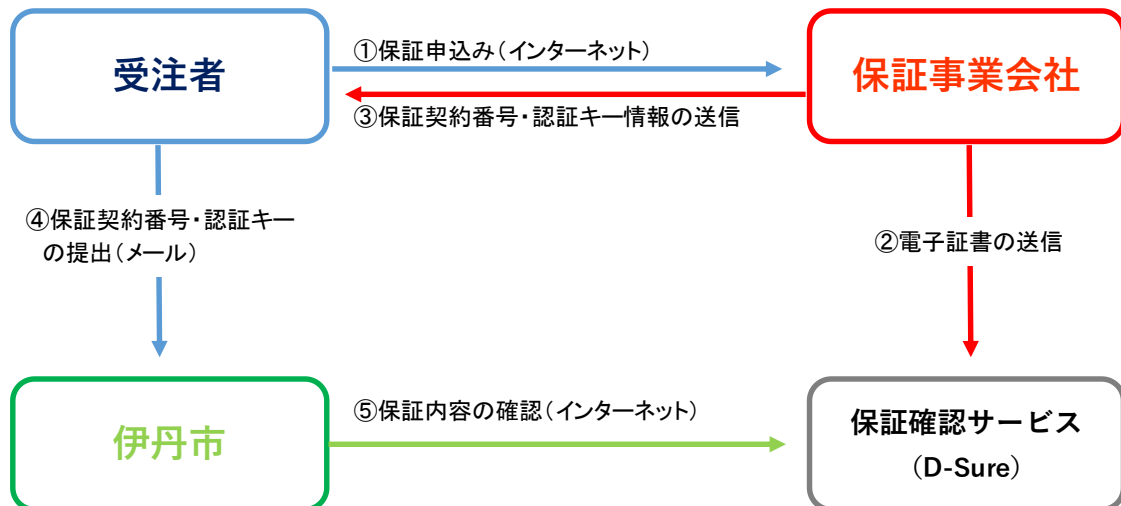 受注者
①保証申込み（インターネット）
保証事業会社
③保証契約番号・認証キー情報の送信
④保証契約番号・認証キー
の提出（メール）
②電子証書の送信
伊丹市
⑤保証内容の確認（インターネット）
保証確認サービス
（D-Sure）